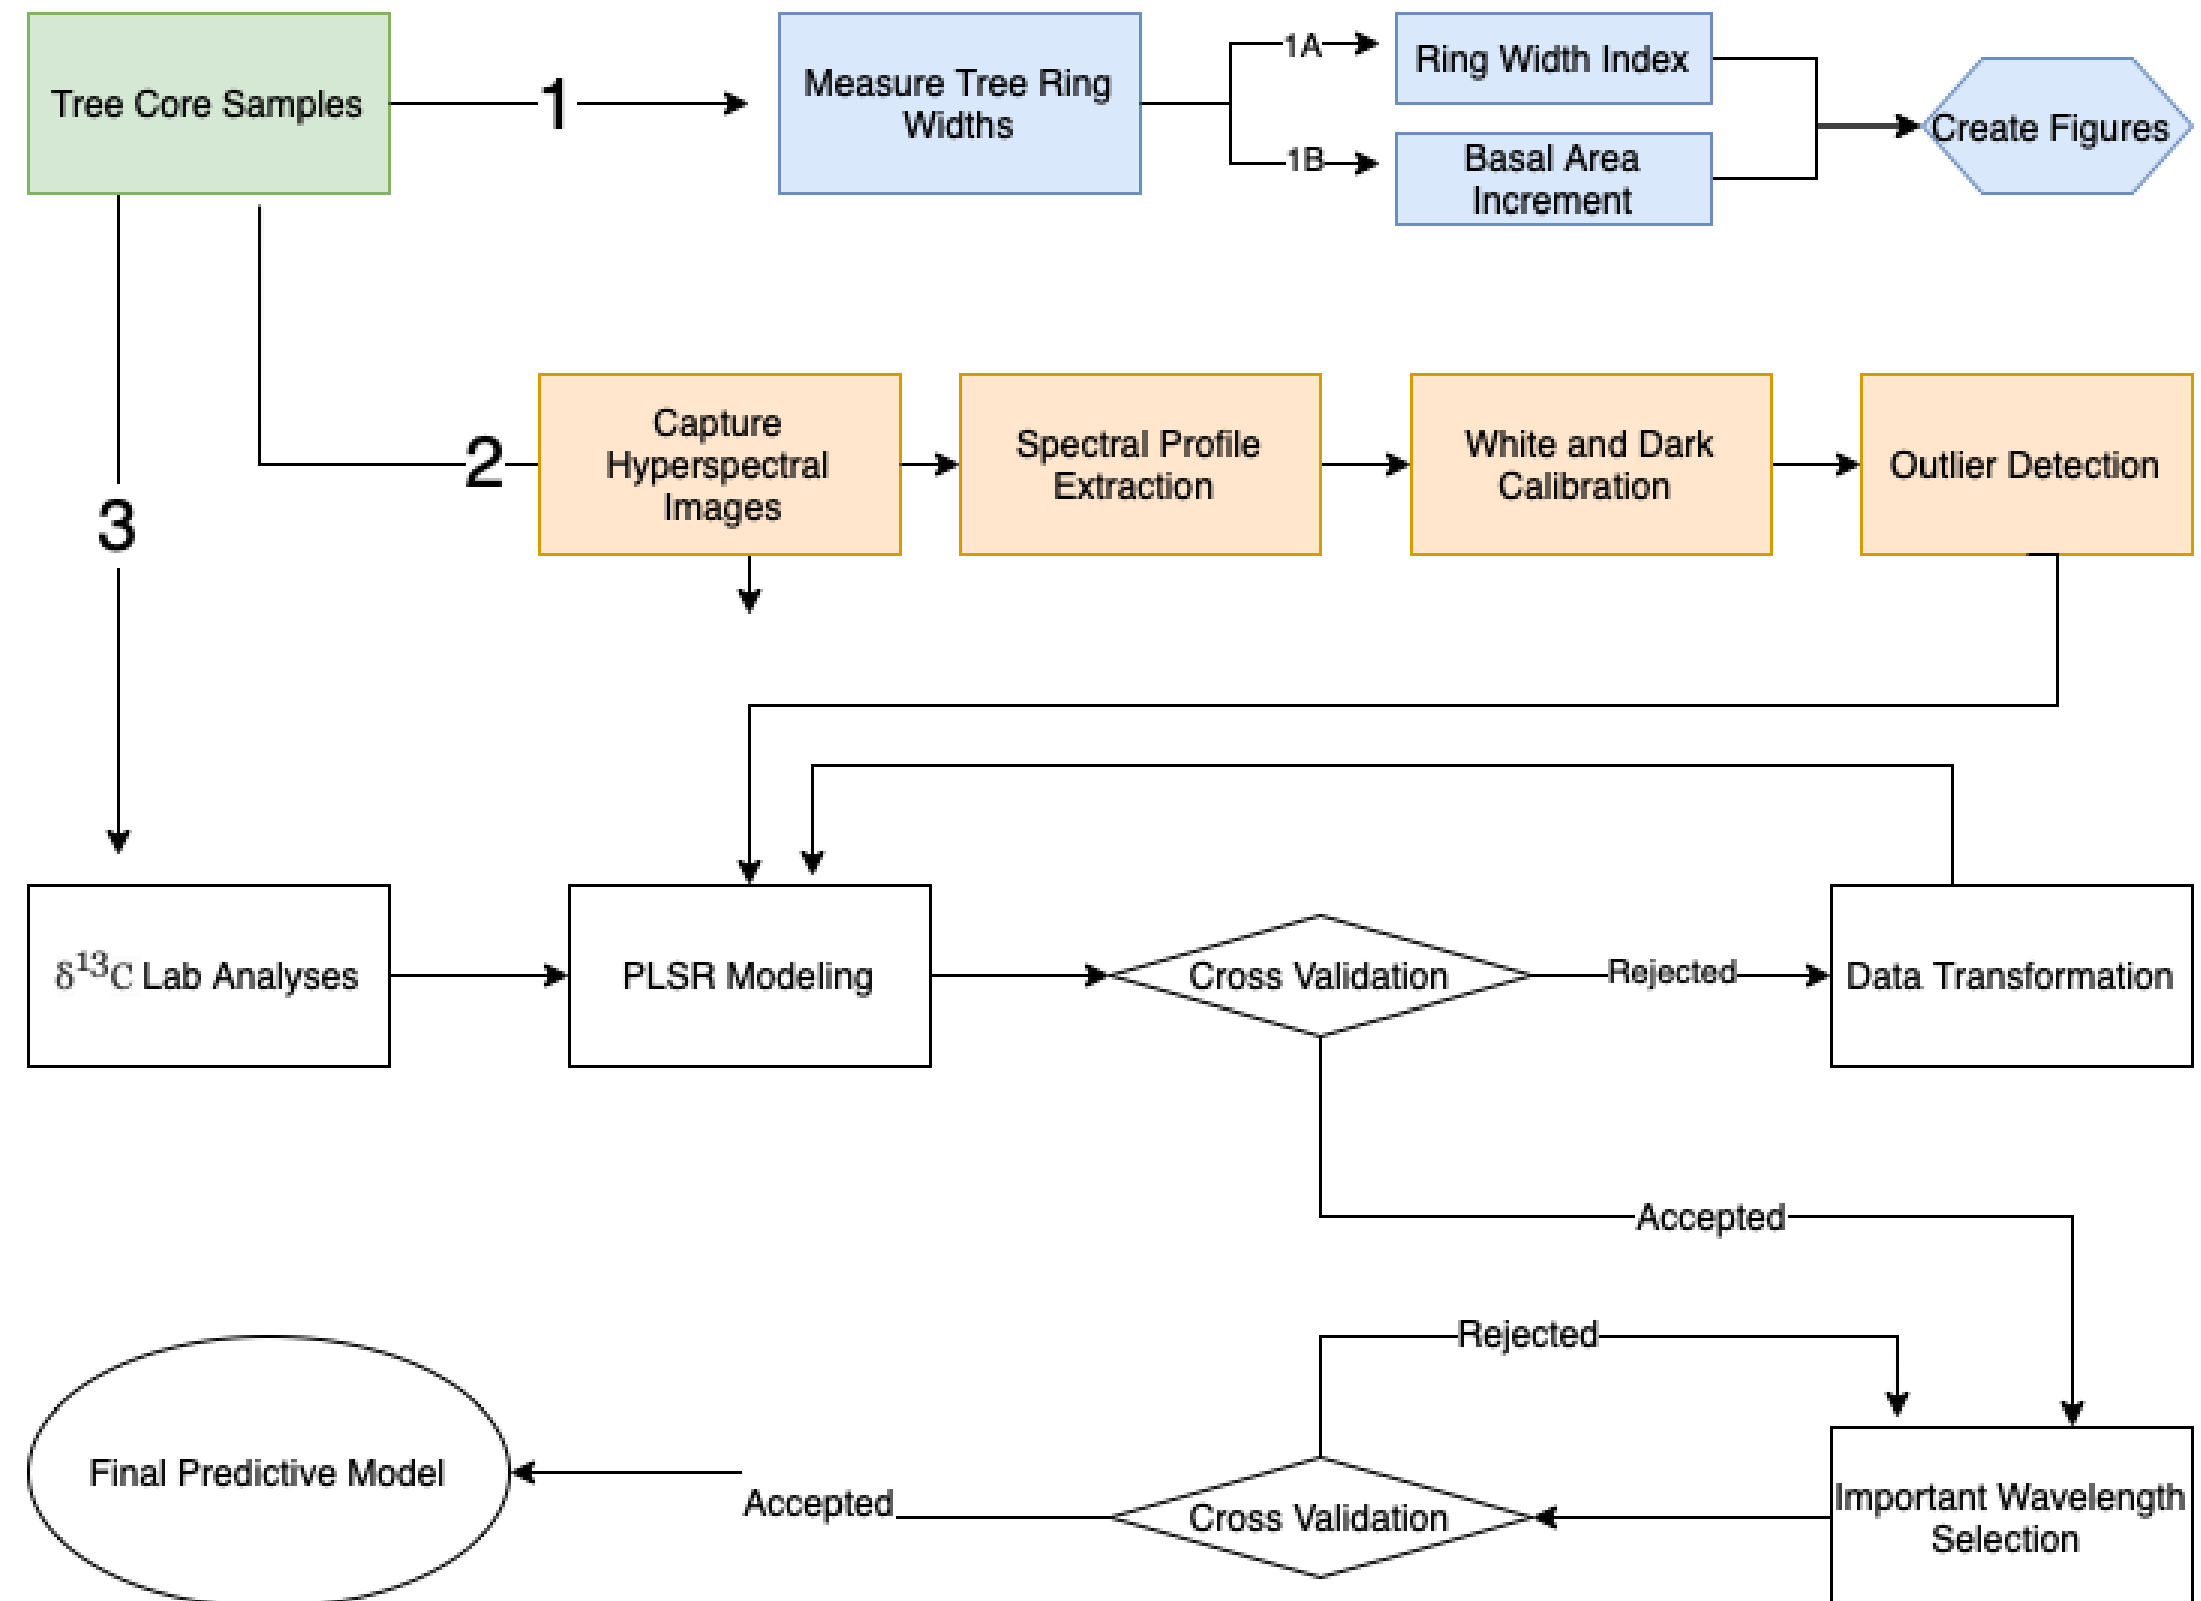 Tree Core Samples
1
Measure Tree Ring
Widths
1A
Ring Width Index
1B
Basal Area
Increment
Create Figures
2
Capture
Hyperspectral
Images
Spectral Profile
Extraction
White and Dark
Calibration
Outlier Detection
3
δ¹³C Lab Analyses
PLSR Modeling
Cross Validation
Rejected
Data Transformation
Accepted
Rejected
Final Predictive Model
Accepted
Cross Validation
Important Wavelength
Selection